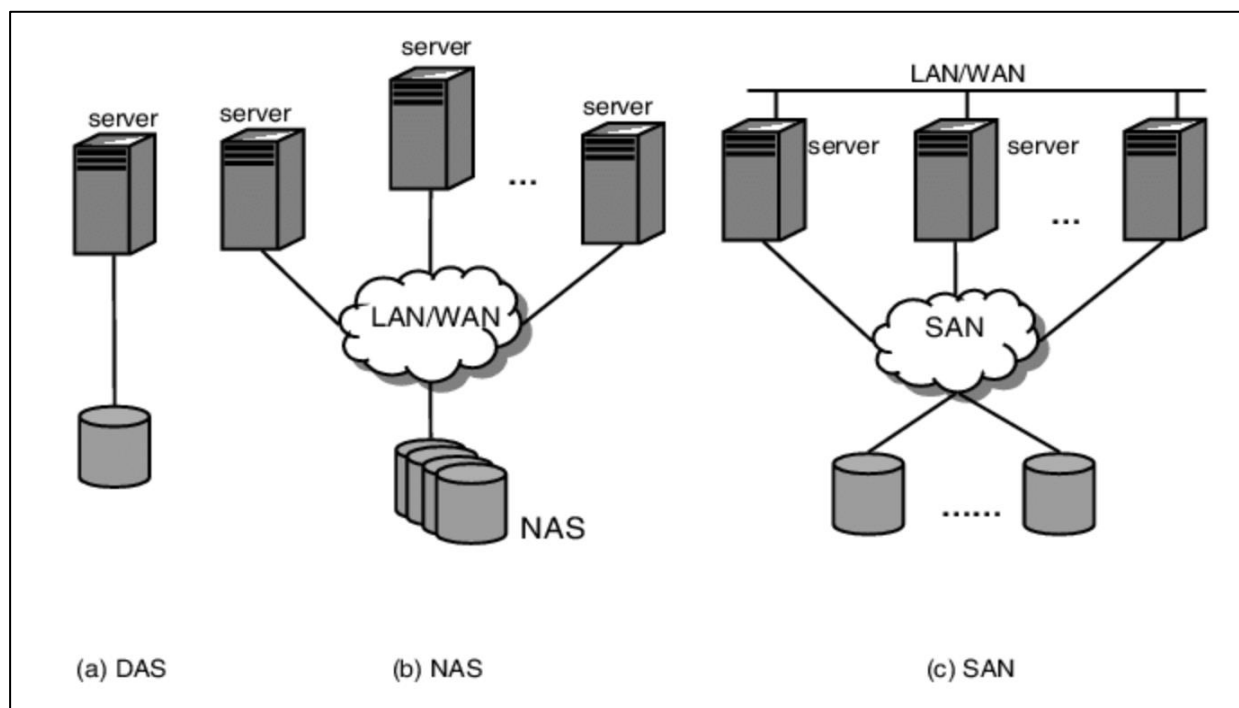 server
server
server
...
server
LAN/WAN
NAS
LAN/WAN
server
server
...
SAN
......
(a) DAS
(b) NAS
(c) SAN